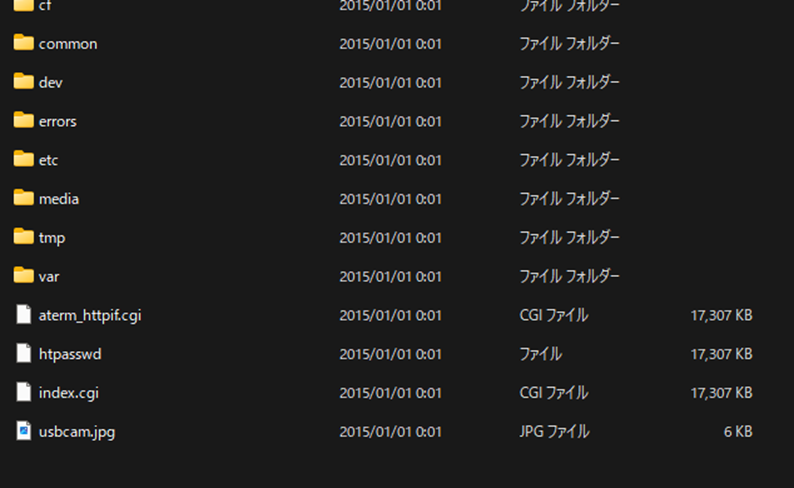 cf 2015/01/01 0:01 ファイル フォルダー
common 2015/01/01 0:01 ファイル フォルダー
dev 2015/01/01 0:01 ファイル フォルダー
errors 2015/01/01 0:01 ファイル フォルダー
etc 2015/01/01 0:01 ファイル フォルダー
media 2015/01/01 0:01 ファイル フォルダー
tmp 2015/01/01 0:01 ファイル フォルダー
var 2015/01/01 0:01 ファイル フォルダー
aterm_httpif.cgi 2015/01/01 0:01 CGI ファイル 17,307 KB
htpasswd 2015/01/01 0:01 ファイル 17,307 KB
index.cgi 2015/01/01 0:01 CGI ファイル 17,307 KB
usbcam.jpg 2015/01/01 0:01 JPG ファイル 6 KB